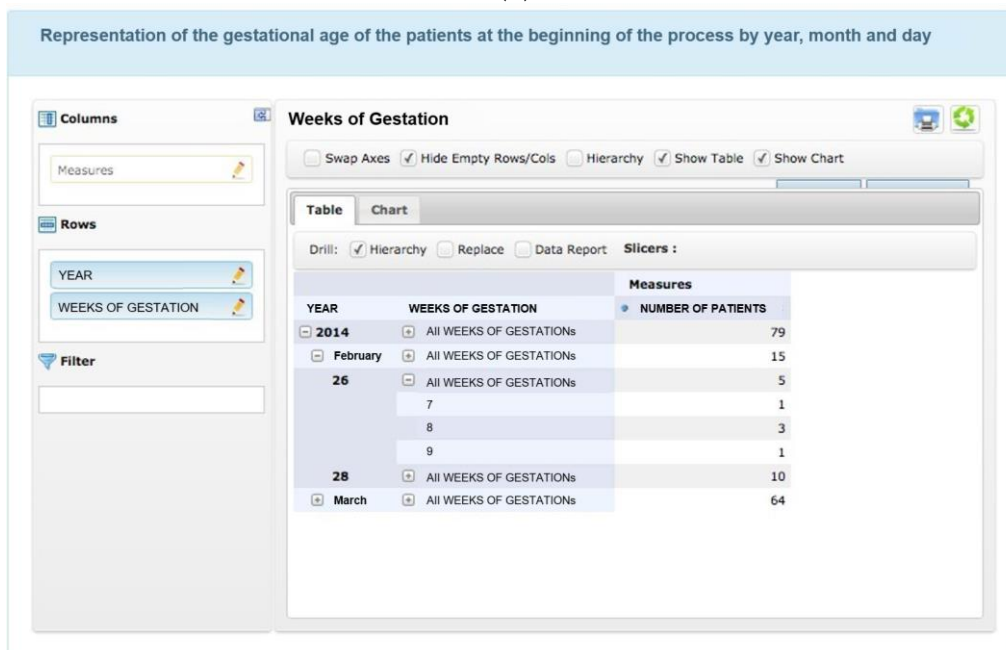 Representation of the gestational age of the patients at the beginning of the process by year, month and day
Columns
Measures
Rows
YEAR
WEEKS OF GESTATION
Filter
Weeks of Gestation
Swap Axes Hide Empty Rows/Cols Hierarchy Show Table Show Chart
Table Chart
Drill: Hierarchy Replace Data Report Slicers :
Measures
YEAR WEEKS OF GESTATION NUMBER OF PATIENTS
2014 All WEEKS OF GESTATIONs 79
February All WEEKS OF GESTATIONs 15
26 All WEEKS OF GESTATIONs 5
7 1
8 3
9 1
28 All WEEKS OF GESTATIONs 10
March All WEEKS OF GESTATIONs 64